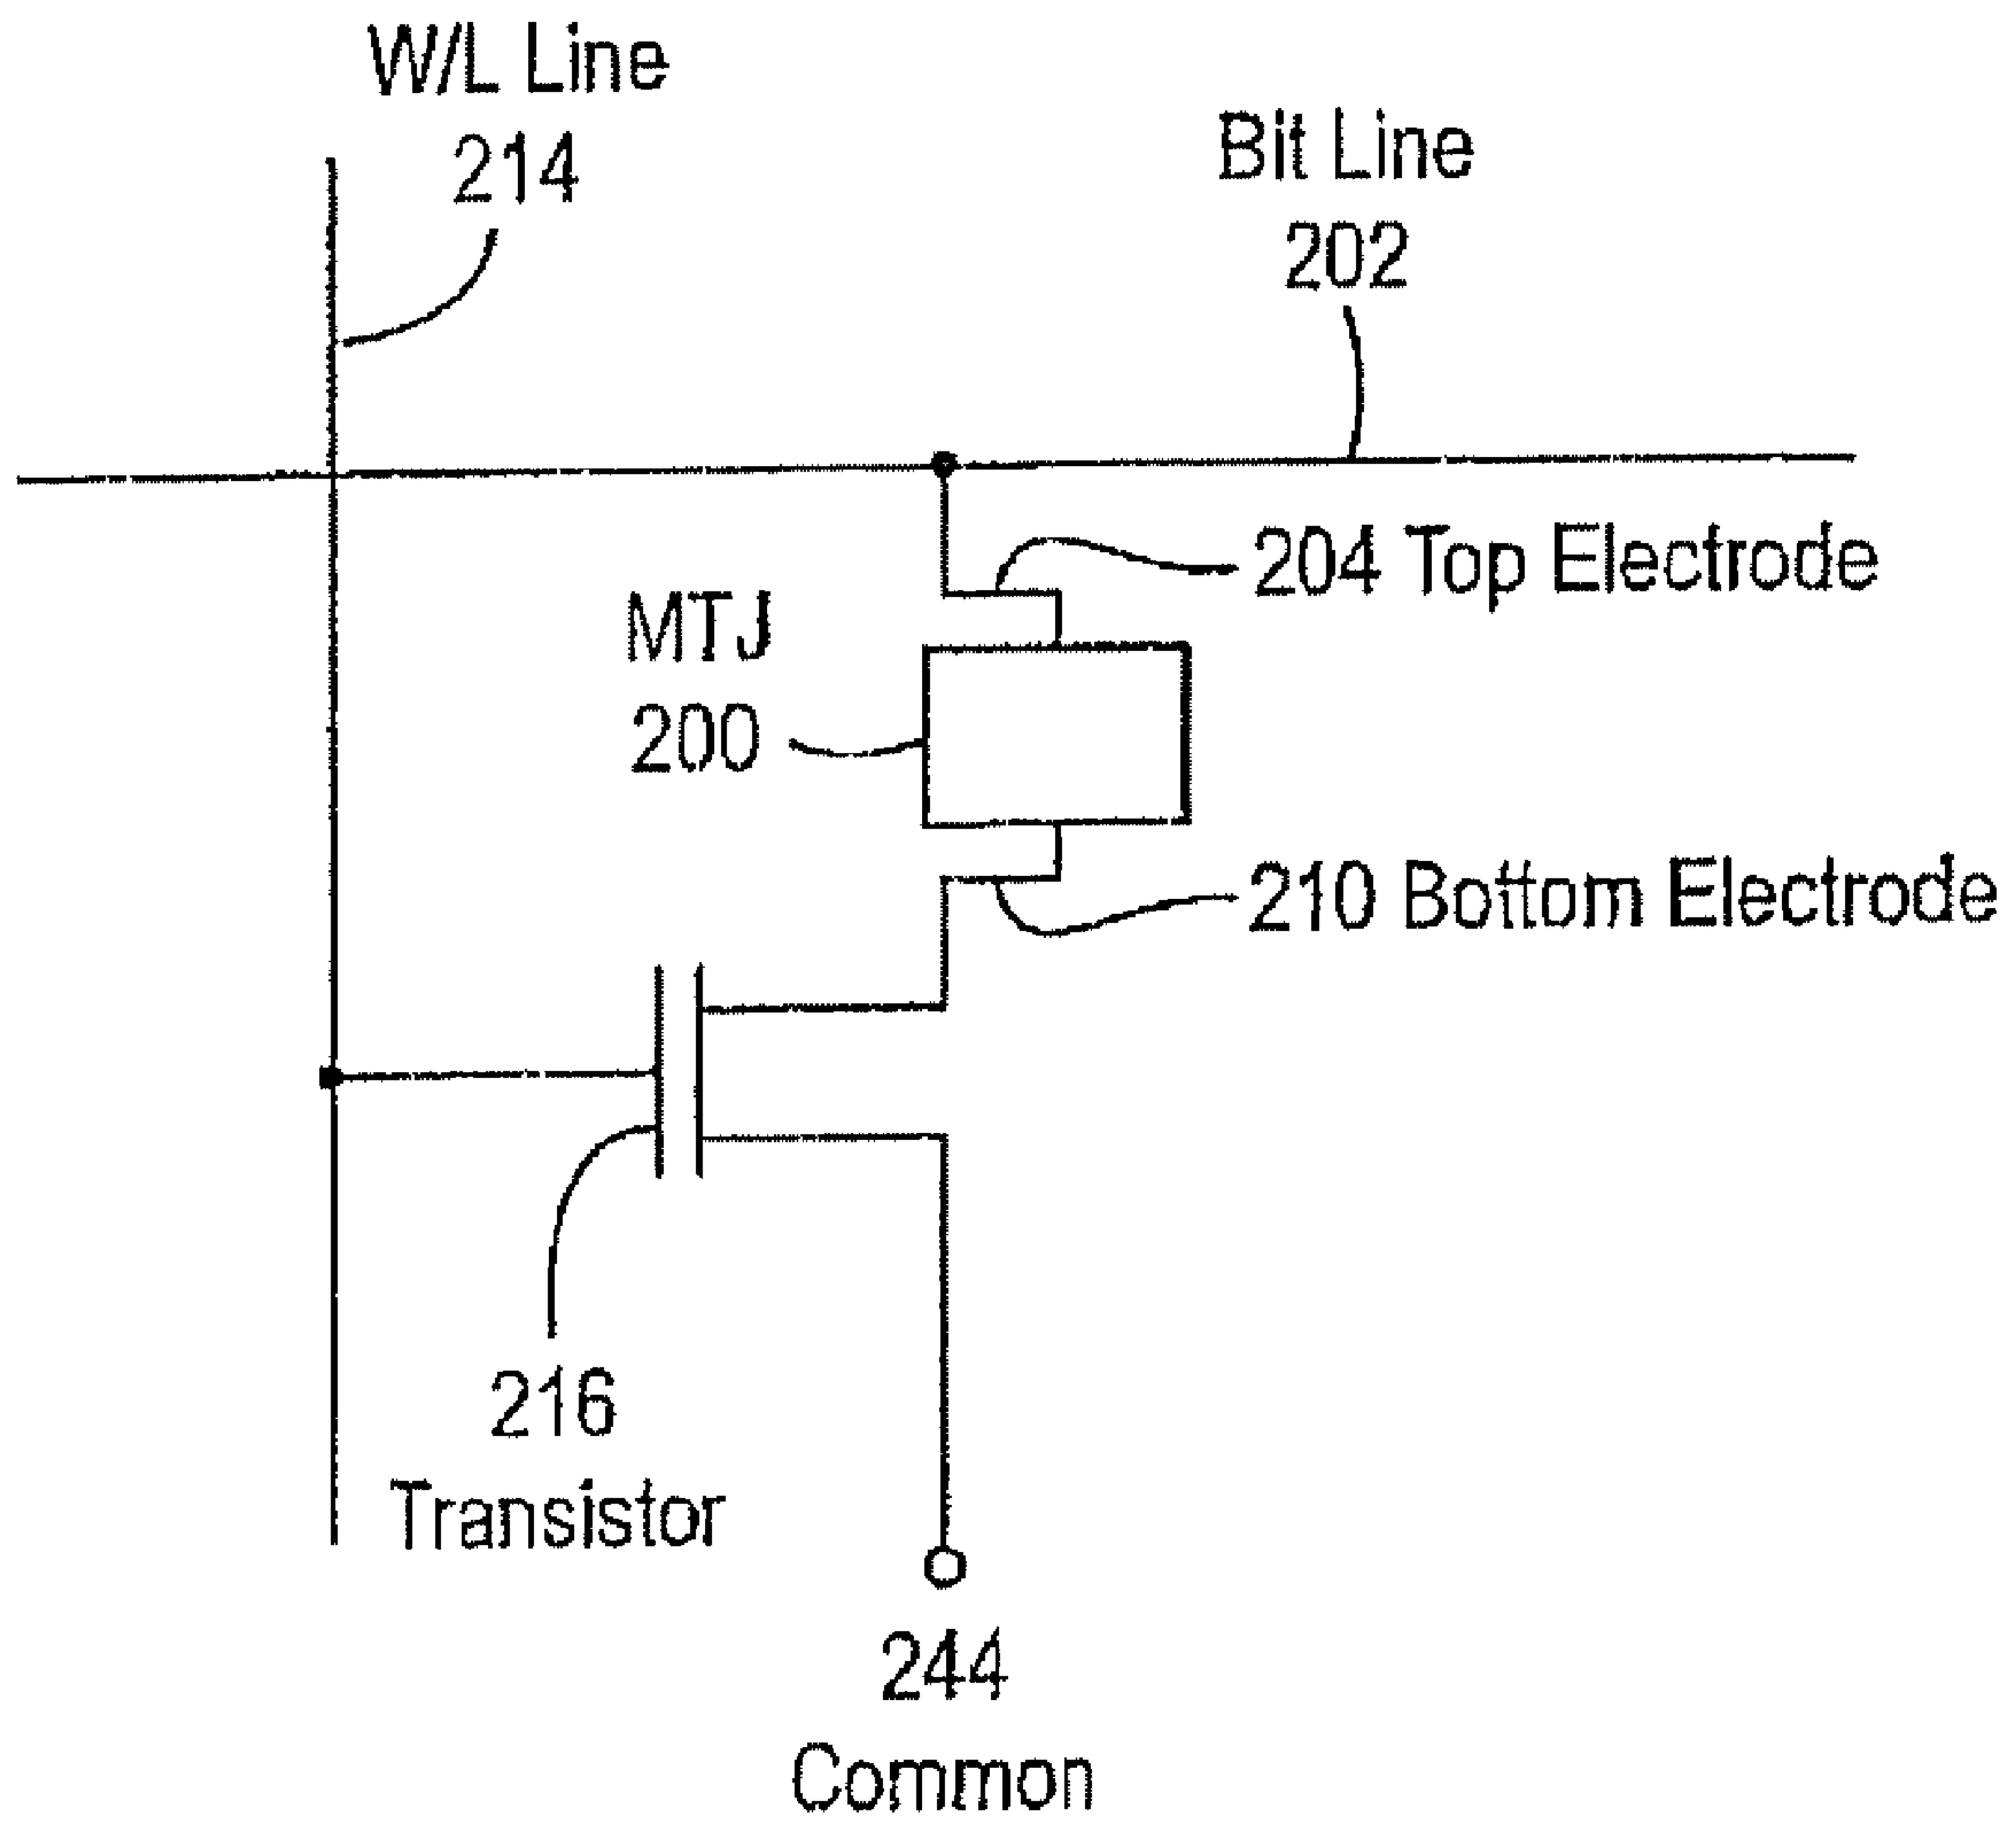 W/L Line
214
Bit Line
202
204 Top Electrode
MTJ
200
210 Bottom Electrode
216
Transistor
244
Common